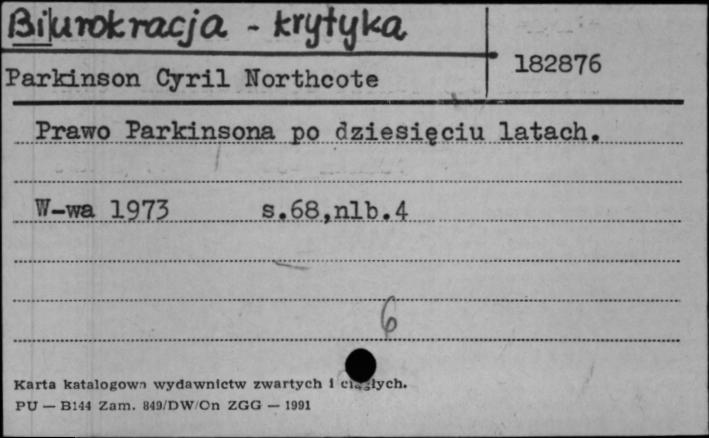 Biurokracja - krytyka
Parkinson Cyril Northcote
182876
Prawo Parkinsona po dziesięciu latach.
W-wa 1973 s.68,nlb.4
6
Karta katalogowa wydawnictw zwartych i ciągłych.
PU — B144 Zam. 849/DW/On ZGG — 1991